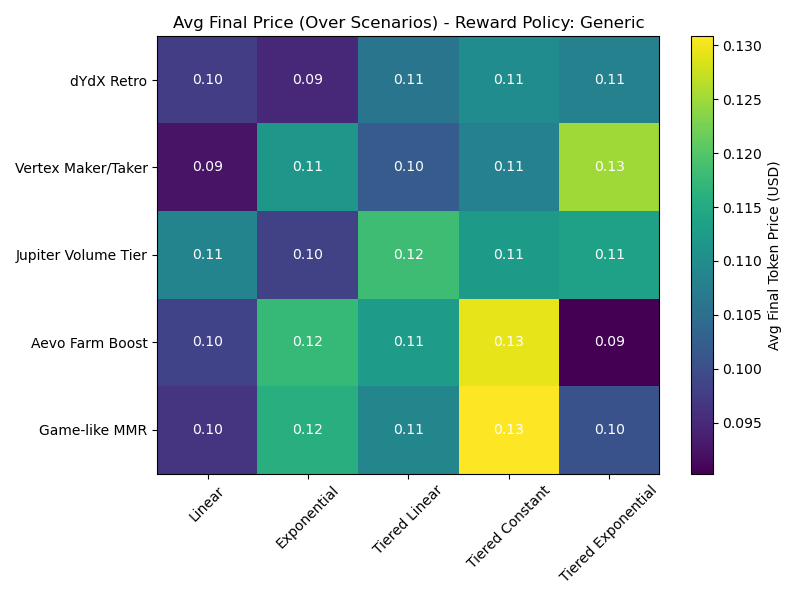 Avg Final Price (Over Scenarios) - Reward Policy: Generic
dYdX Retro 0.10 0.09 0.11 0.11 0.11
Vertex Maker/Taker 0.09 0.11 0.10 0.11 0.13
Jupiter Volume Tier 0.11 0.10 0.12 0.11 0.11
Aevo Farm Boost 0.10 0.12 0.11 0.13 0.09
Game-like MMR 0.10 0.12 0.11 0.13 0.10
Linear
Exponential
Tiered Linear
Tiered Constant
Tiered Exponential
0.130
0.125
0.120
0.115
0.110
0.105
0.100
0.095
Avg Final Token Price (USD)